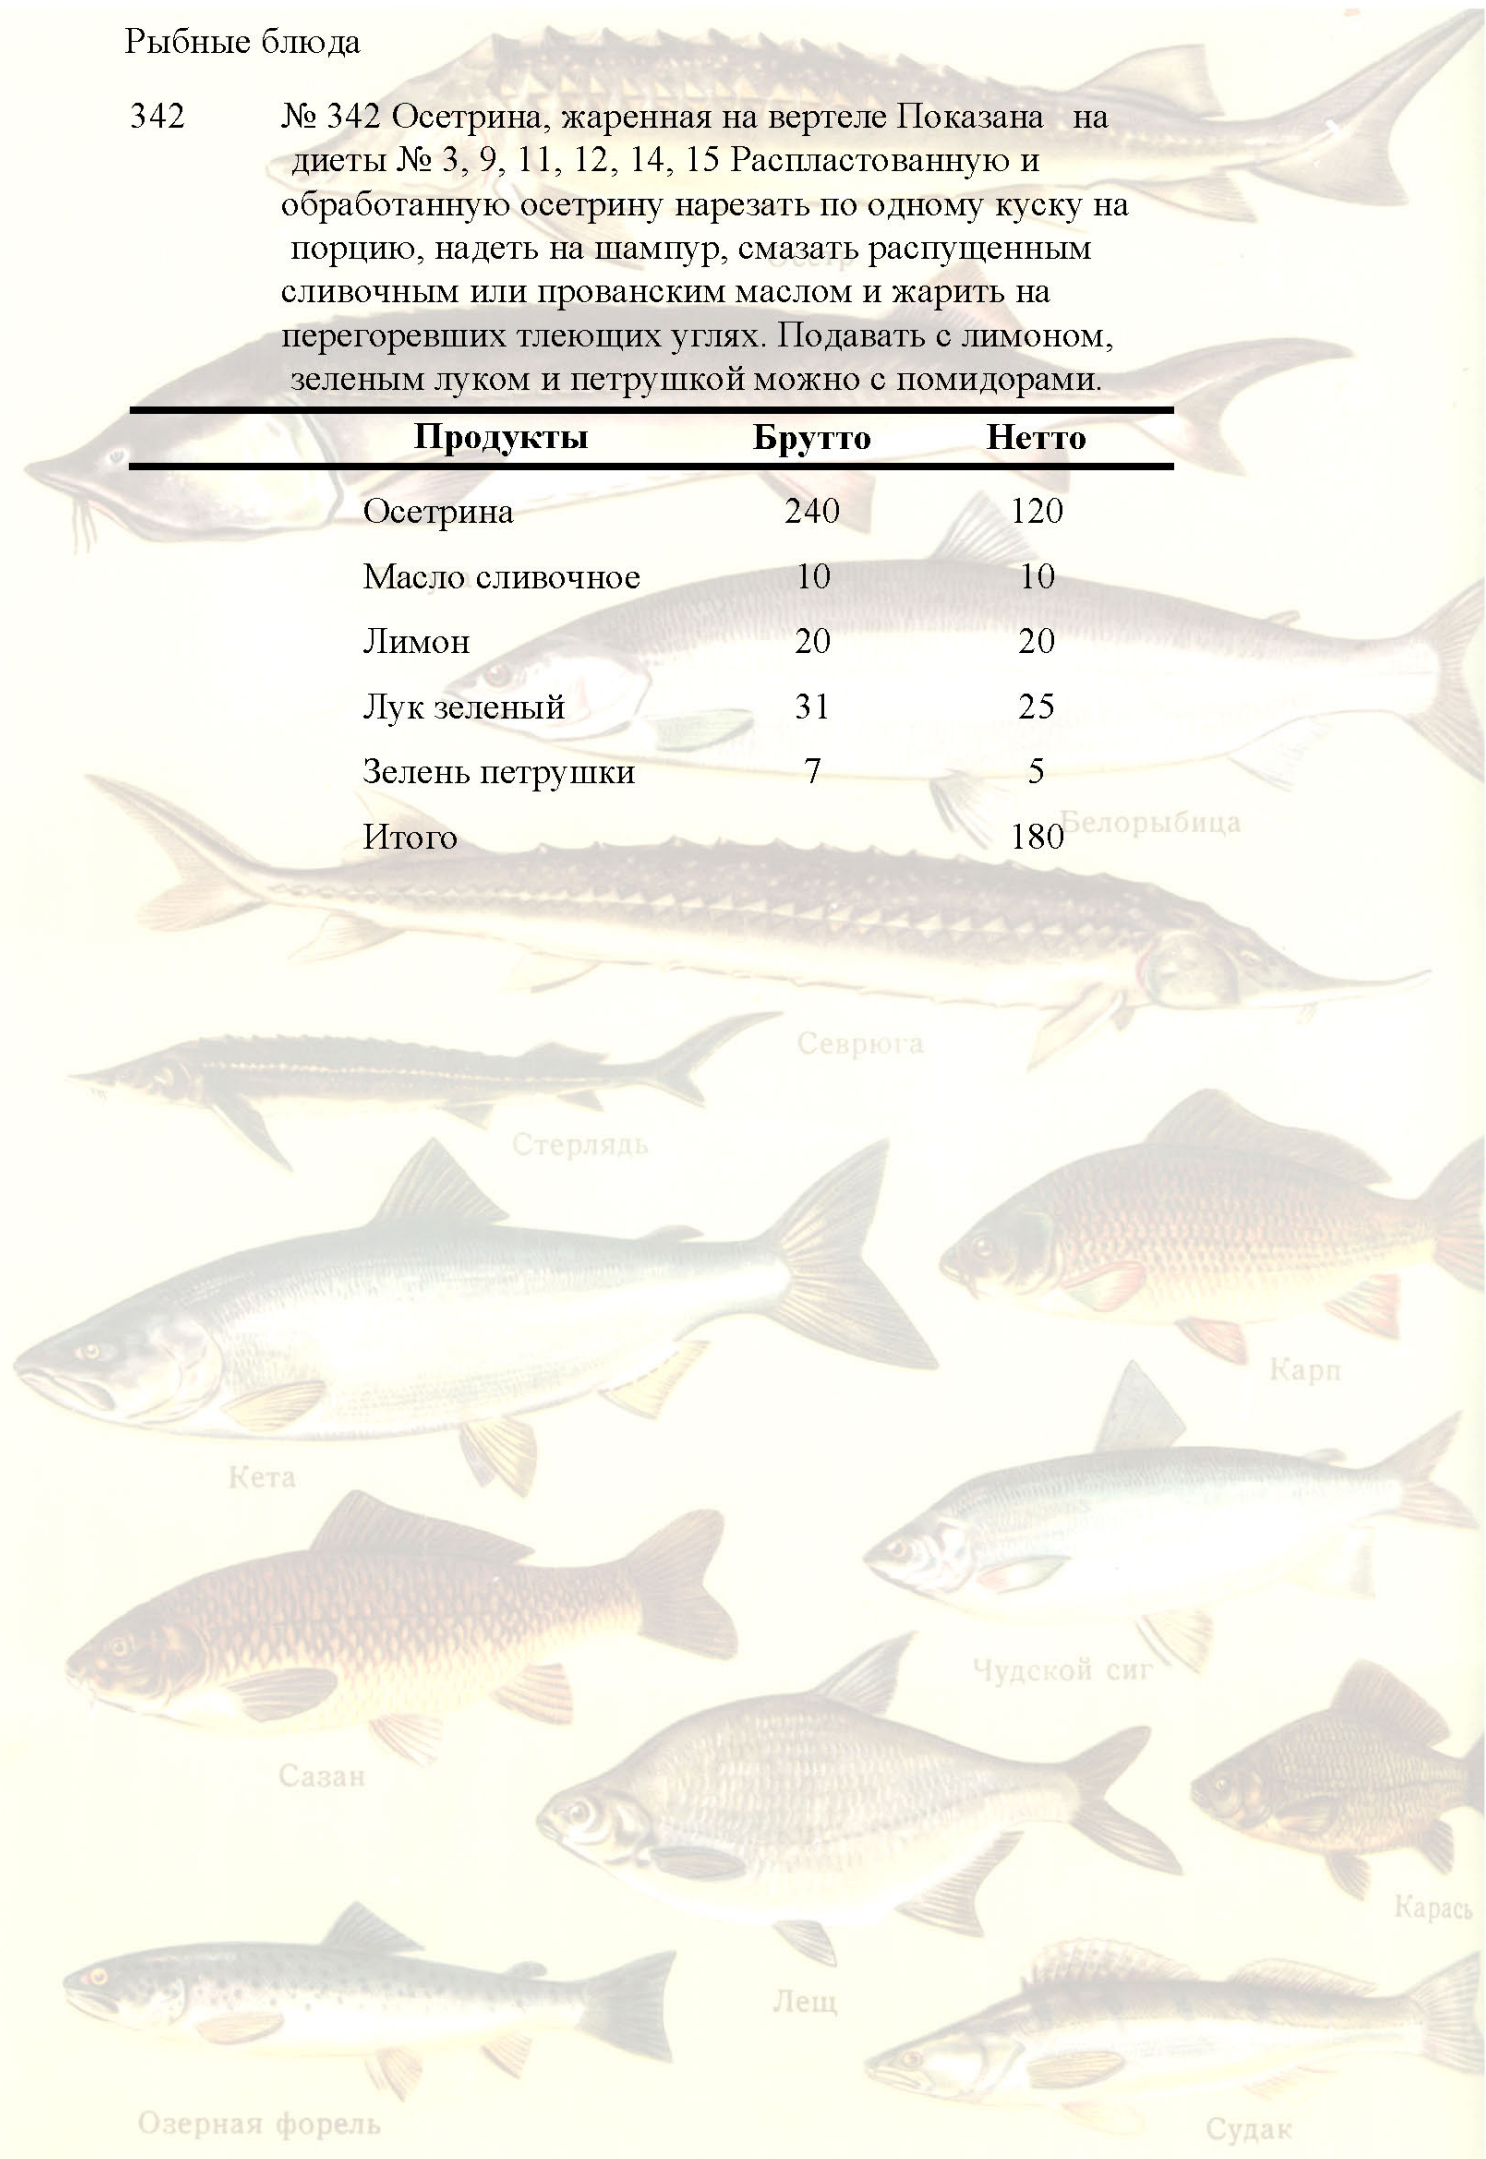 Рыбные блюда
342 № 342 Осетрина, жаренная на вертеле Показана на
диеты № 3, 9, 11, 12, 14, 15 Распластованную и
обработанную осетрину нарезать по одному куску на
порцию, надеть на шампур, смазать распущенным
сливочным или прованским маслом и жарить на
перегоревших тлеющих углях. Подавать с лимоном,
зеленым луком и петрушкой можно с помидорами.
Продукты Брутто Нетто
Осетрина 240 120
Масло сливочное 10 10
Лимон 20 20
Лук зеленый 31 25
Зелень петрушки 7 5
Итого 180
Осетр
Белорыбица
Севрюга
Стерлядь
Карп
Кета
Чудской сиг
Сазан
Карась
Лещ
Озерная форель
Судак